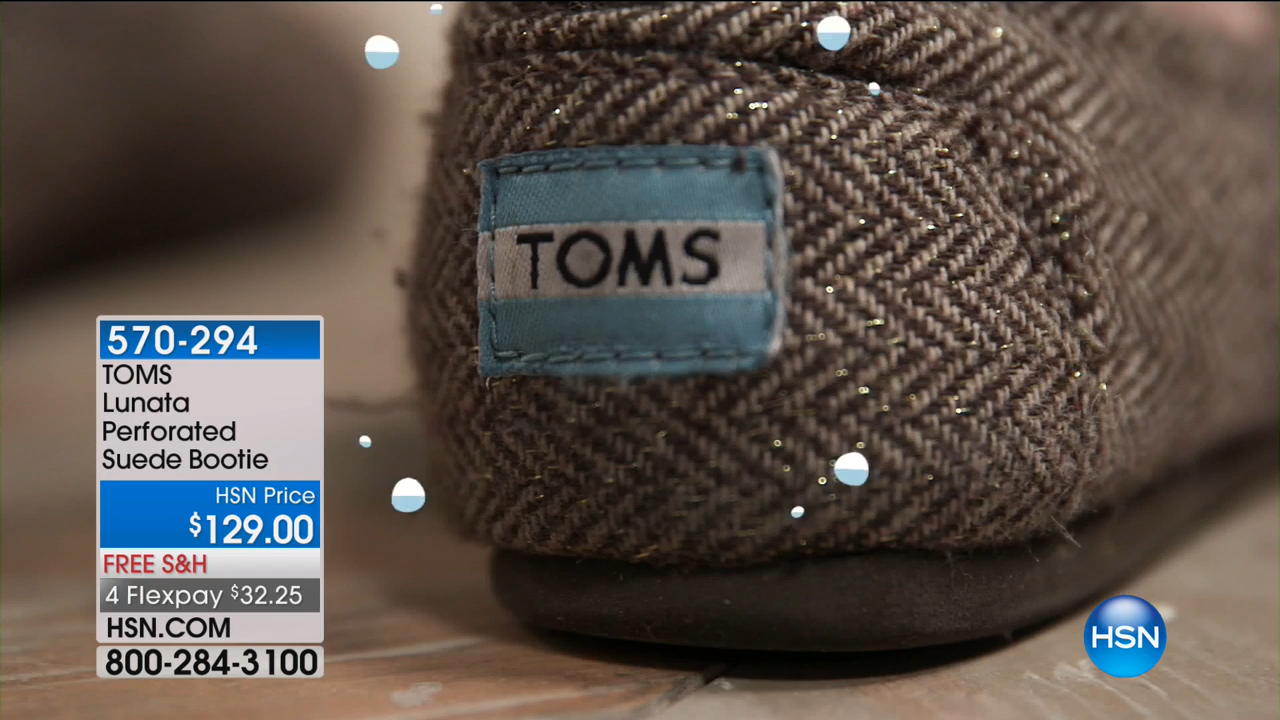 TOMS
570-294
TOMS
Lunata
Perforated
Suede Bootie
HSN Price
$129.00
FREE S&H
4 Flexpay $32.25
HSN.COM
800-284-3100
HSN